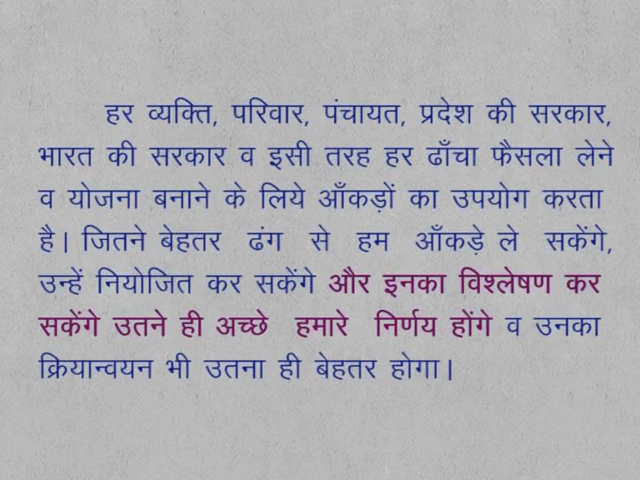 हर व्यक्ति, परिवार, पंचायत, प्रदेश की सरकार,
भारत की सरकार व इसी तरह हर ढाँचा फैसला लेने
व योजना बनाने के लिये आँकड़ों का उपयोग करता
है। जितने बेहतर ढंग से हम आँकड़े ले सकेंगे,
उन्हें नियोजित कर सकेंगे और इनका विश्लेषण कर
सकेंगे उतने ही अच्छे हमारे निर्णय होंगे व उनका
क्रियान्वयन भी उतना ही बेहतर होगा।